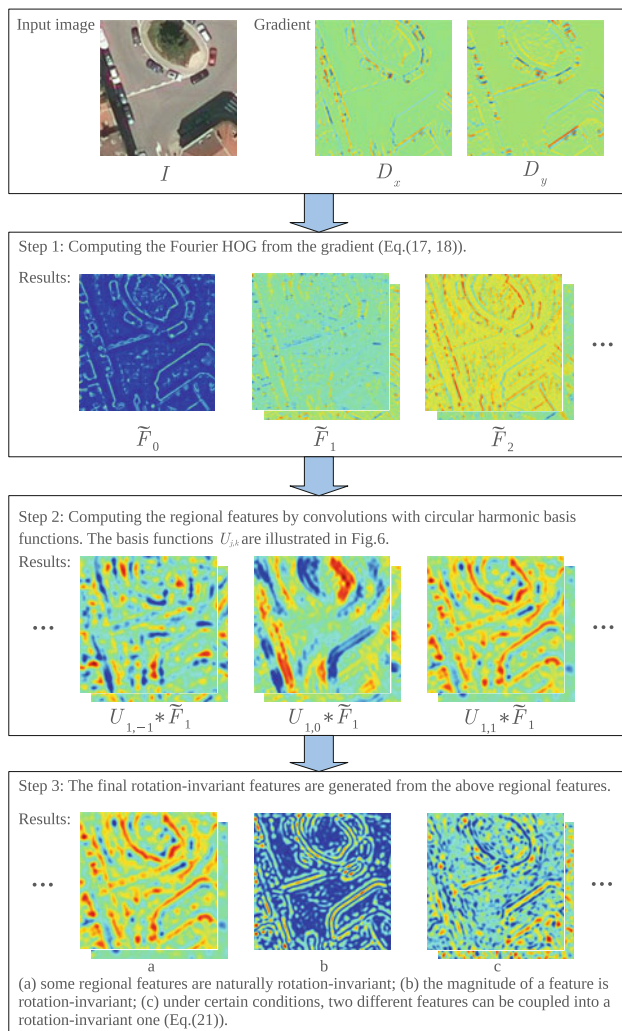 Input image
Gradient
I
D_x
D_y
Step 1: Computing the Fourier HOG from the gradient (Eq.(17, 18)).
Results:
...
F̃_0
F̃_1
F̃_2
Step 2: Computing the regional features by convolutions with circular harmonic basis
functions. The basis functions U_{j,k} are illustrated in Fig.6.
Results:
... ...
U_{1,−1} * F̃_1
U_{1,0} * F̃_1
U_{1,1} * F̃_1
Step 3: The final rotation-invariant features are generated from the above regional features.
Results:
... ...
a
b
c
(a) some regional features are naturally rotation-invariant; (b) the magnitude of a feature is
rotation-invariant; (c) under certain conditions, two different features can be coupled into a
rotation-invariant one (Eq.(21)).